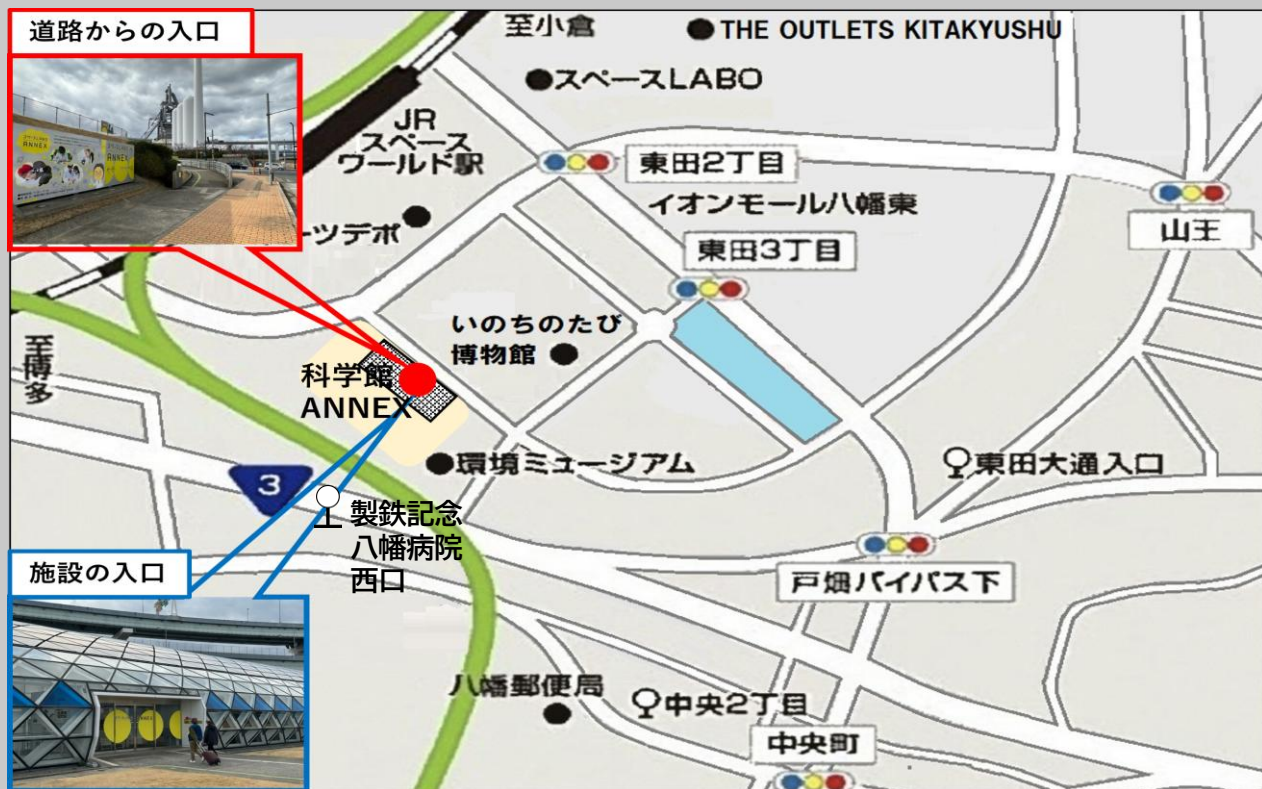 道路からの入口
ANNEX
ANNEX
至小倉
THE OUTLETS KITAKYUSHU
スペースLABO
JR
スペース
ワールド駅
東田2丁目
イオンモール八幡東
山王
ーツデポ
東田3丁目
いのちのたび
博物館
至博多
科学館
ANNEX
環境ミュージアム
東田大通入口
3
製鉄記念
八幡病院
西口
戸畑バイパス下
施設の入口
ANNEX
八幡郵便局
中央2丁目
中央町